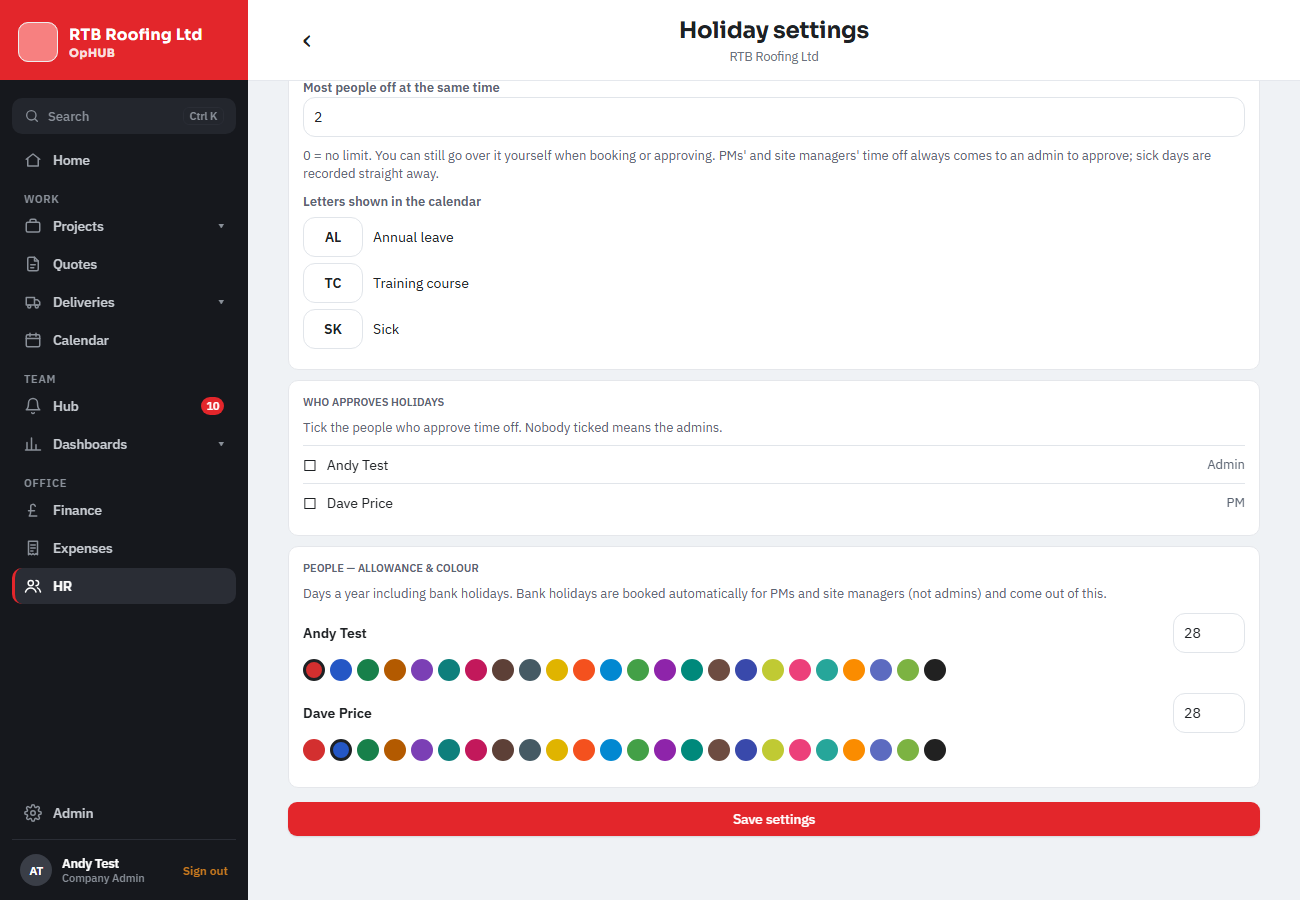 RTB Roofing Ltd
OpHUB
Search
Ctrl K
Home
WORK
Projects
Quotes
Deliveries
Calendar
TEAM
Hub
10
Dashboards
OFFICE
Finance
Expenses
HR
Admin
AT
Andy Test
Company Admin
Sign out
Holiday settings
RTB Roofing Ltd
Most people off at the same time
2
0 = no limit. You can still go over it yourself when booking or approving. PMs' and site managers' time off always comes to an admin to approve; sick days are
recorded straight away.
Letters shown in the calendar
AL Annual leave
TC Training course
SK Sick
WHO APPROVES HOLIDAYS
Tick the people who approve time off. Nobody ticked means the admins.
Andy Test Admin
Dave Price PM
PEOPLE — ALLOWANCE & COLOUR
Days a year including bank holidays. Bank holidays are booked automatically for PMs and site managers (not admins) and come out of this.
Andy Test 28
Dave Price 28
Save settings